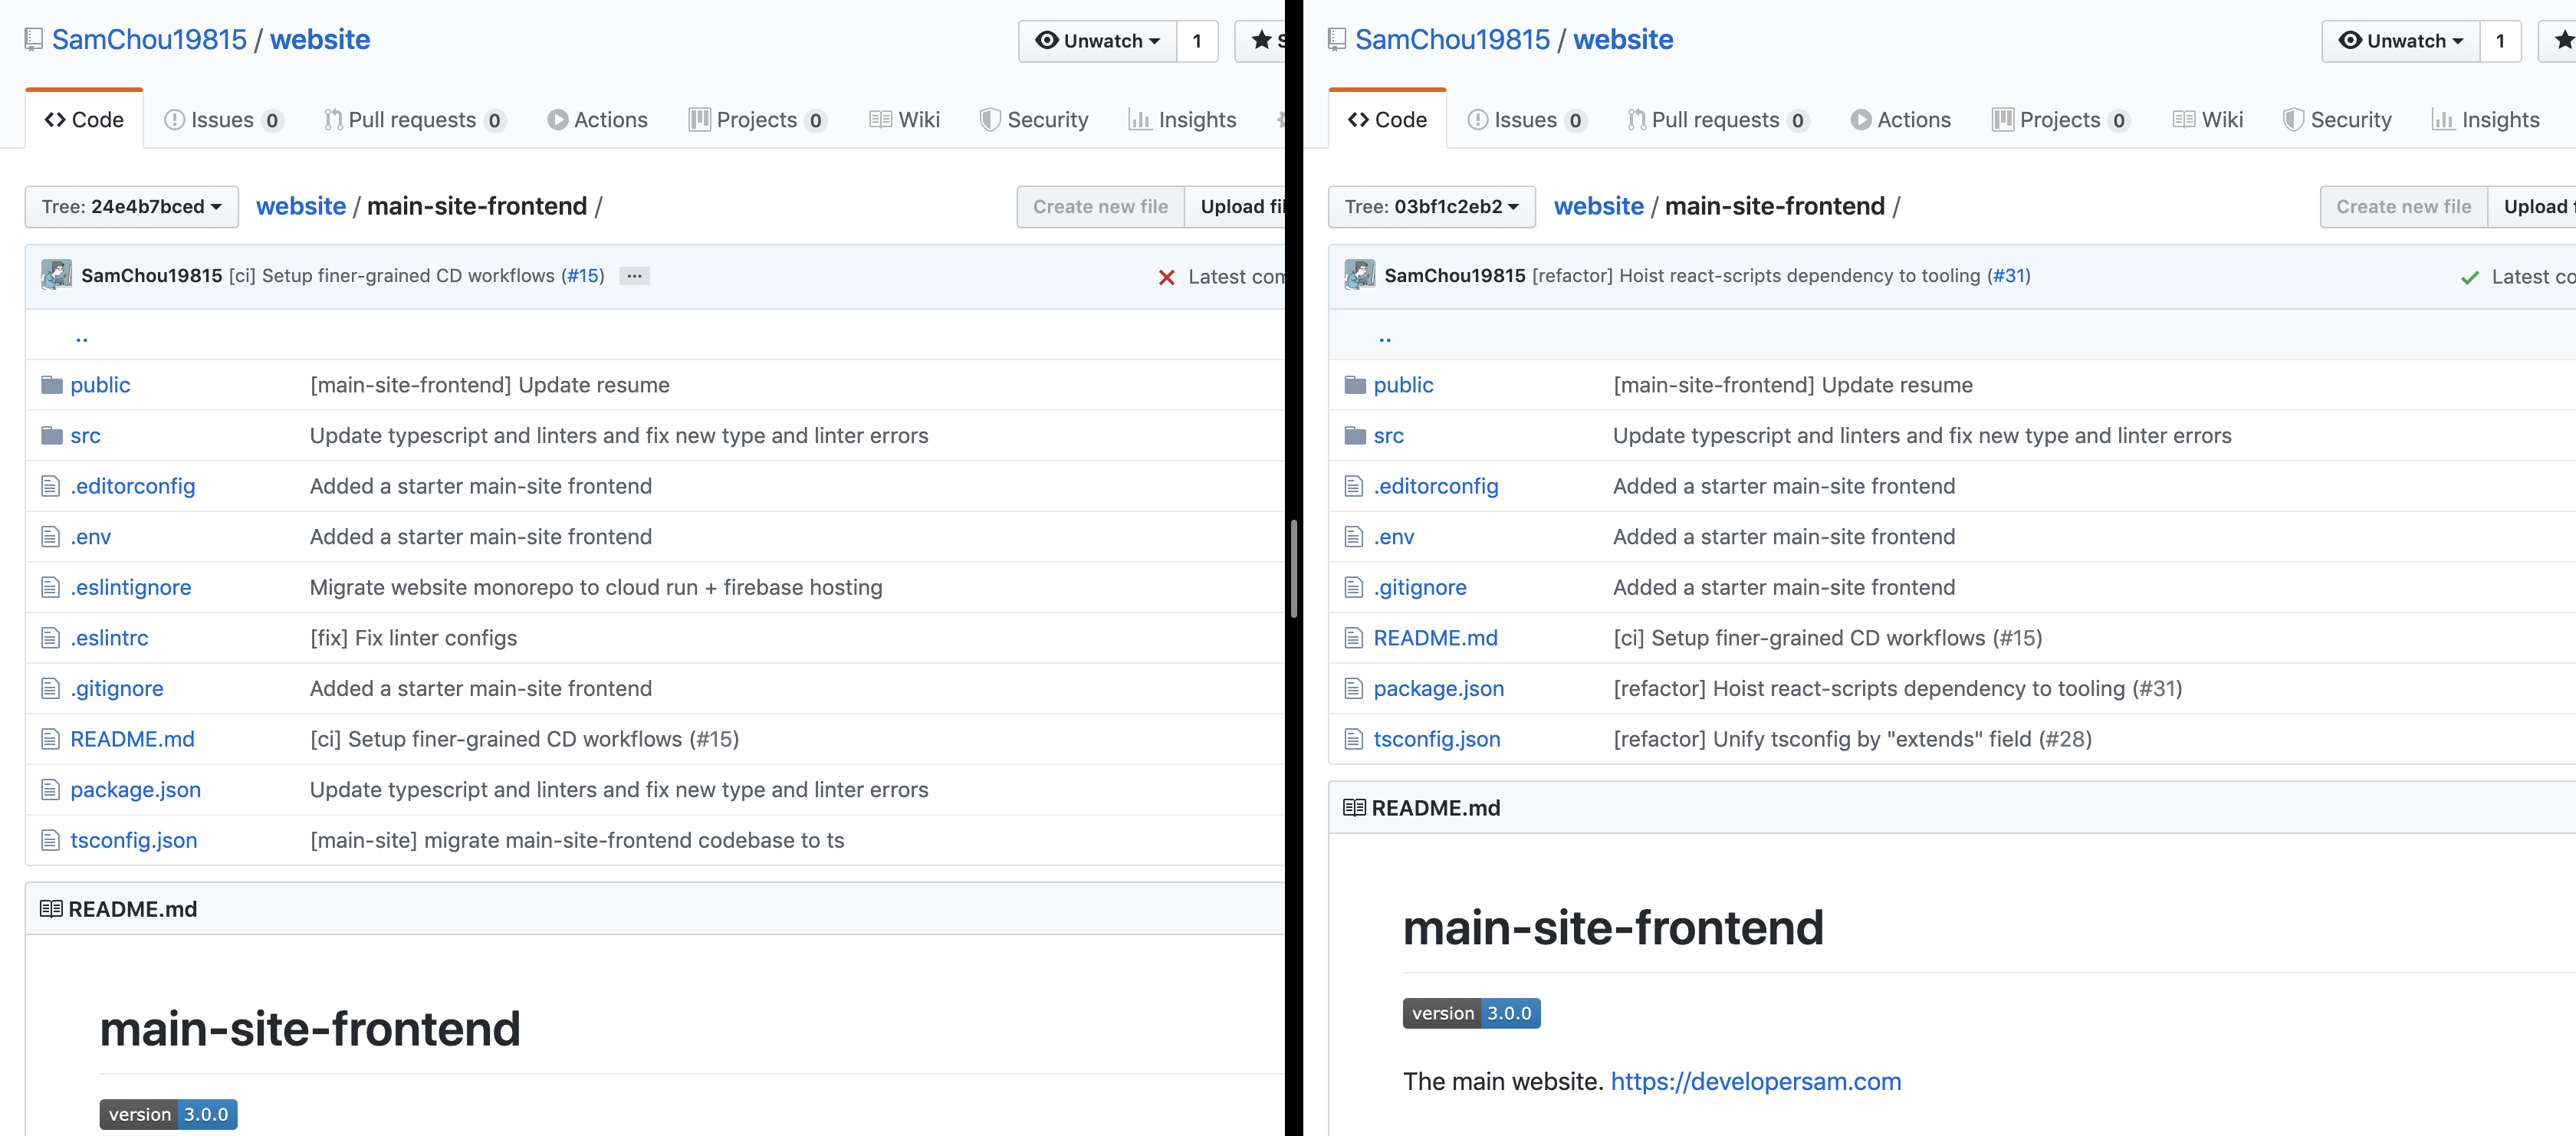 SamChou19815 / website
Unwatch 1
Code Issues 0 Pull requests 0 Actions Projects 0 Wiki Security Insights
Tree: 24e4b7bced website / main-site-frontend /
Create new file Upload fil
SamChou19815 [ci] Setup finer-grained CD workflows (#15) ... Latest com
..
public [main-site-frontend] Update resume
src Update typescript and linters and fix new type and linter errors
.editorconfig Added a starter main-site frontend
.env Added a starter main-site frontend
.eslintignore Migrate website monorepo to cloud run + firebase hosting
.eslintrc [fix] Fix linter configs
.gitignore Added a starter main-site frontend
README.md [ci] Setup finer-grained CD workflows (#15)
package.json Update typescript and linters and fix new type and linter errors
tsconfig.json [main-site] migrate main-site-frontend codebase to ts
README.md
main-site-frontend
version 3.0.0
SamChou19815 / website
Unwatch 1
Code Issues 0 Pull requests 0 Actions Projects 0 Wiki Security Insights
Tree: 03bf1c2eb2 website / main-site-frontend /
Create new file Upload
SamChou19815 [refactor] Hoist react-scripts dependency to tooling (#31) Latest co
..
public [main-site-frontend] Update resume
src Update typescript and linters and fix new type and linter errors
.editorconfig Added a starter main-site frontend
.env Added a starter main-site frontend
.gitignore Added a starter main-site frontend
README.md [ci] Setup finer-grained CD workflows (#15)
package.json [refactor] Hoist react-scripts dependency to tooling (#31)
tsconfig.json [refactor] Unify tsconfig by "extends" field (#28)
README.md
main-site-frontend
version 3.0.0
The main website. https://developersam.com